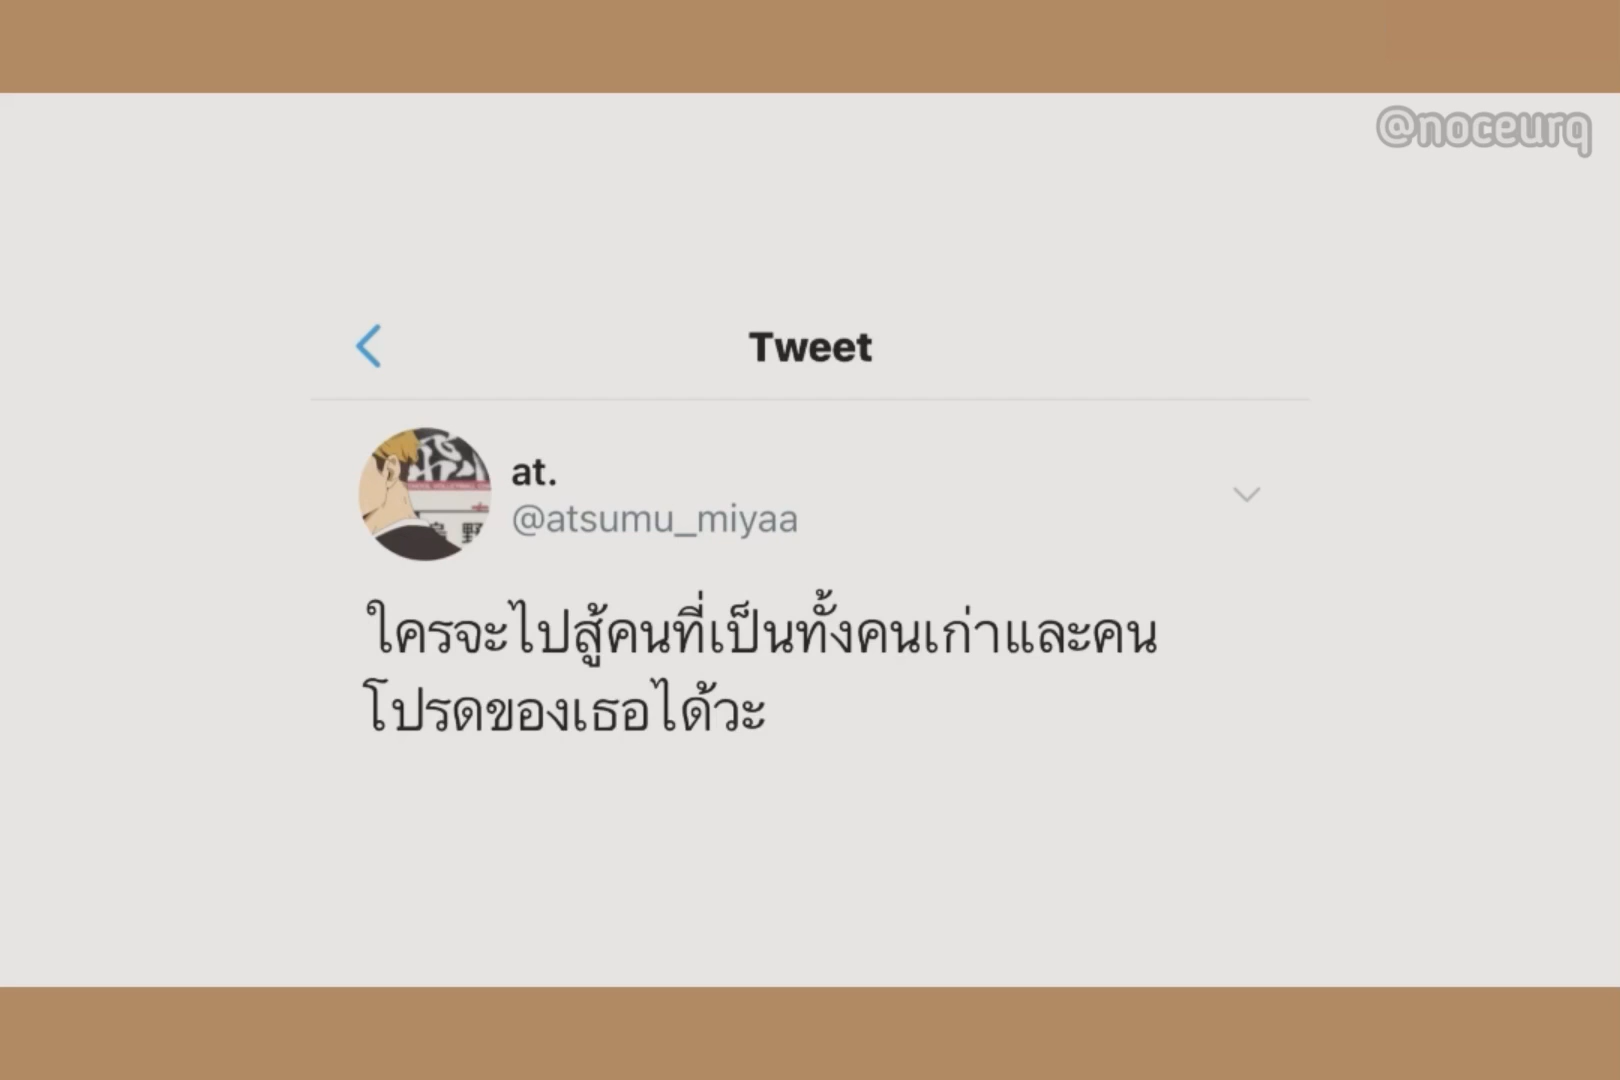 @noceurq
Tweet
at.
@atsumu_miyaa
ใครจะไปสู้คนที่เป็นทั้งคนเก่าและคน
โปรดของเธอได้วะ